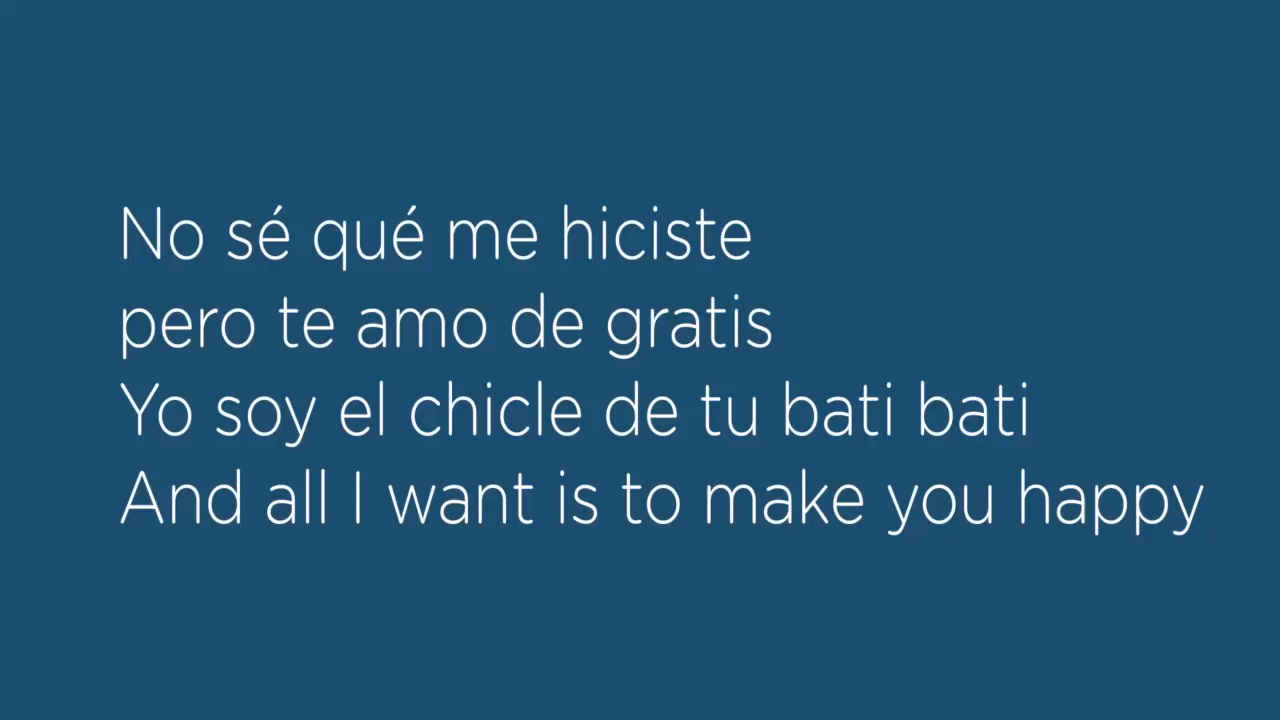 No sé qué me hiciste
pero te amo de gratis
Yo soy el chicle de tu bati bati
And all I want is to make you happy